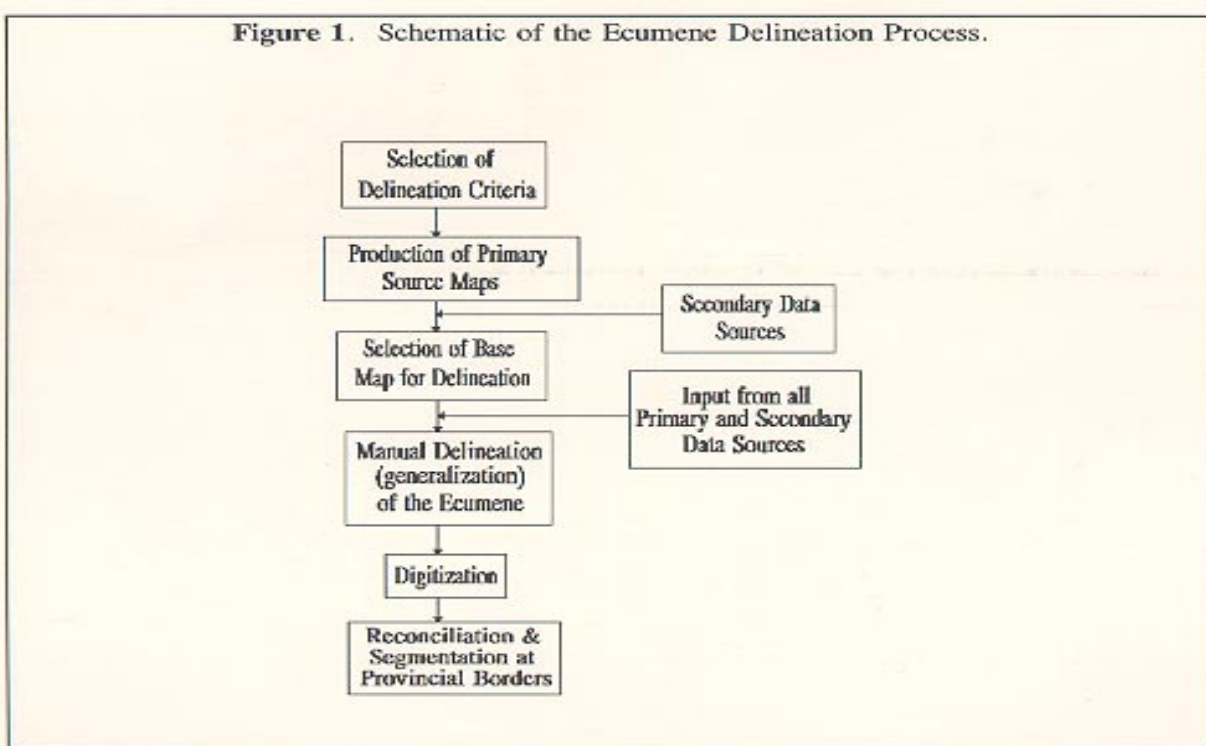 Figure 1. Schematic of the Ecumene Delineation Process.
Selection of
Delineation Criteria
Production of Primary
Source Maps
Secondary Data
Sources
Selection of Base
Map for Delineation
Input from all
Primary and Secondary
Data Sources
Manual Delineation
(generalization)
of the Ecumene
Digitization
Reconciliation &
Segmentation at
Provincial Borders